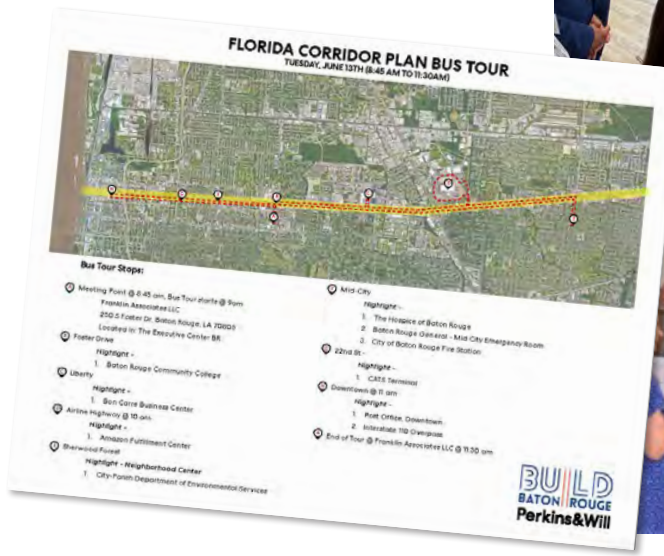 FLORIDA CORRIDOR PLAN BUS TOUR
TUESDAY, JUNE 13TH (8:45 AM TO 11:30AM)
Bus Tour Stops:
Meeting Point @ 8:45 am, Bus Tour starts @ 9am
Franklin Associates LLC
250 S Foster Dr, Baton Rouge, LA 70806
Located in: The Executive Center BR
Foster Drive
Highlight -
1. Baton Rouge Community College
Liberty
Highlight -
1. Bon Carre Business Center
Airline Highway @ 10 am
Highlight -
1. Amazon Fulfillment Center
Sherwood Forest
Highlight - Neighborhood Center
1. City-Parish Department of Environmental Services
Mid-City
Highlight -
1. The Hospice of Baton Rouge
2. Baton Rouge General - Mid City Emergency Room
3. City of Baton Rouge Fire Station
22nd St -
Highlight -
1. CATS Terminal
Downtown @ 11 am
Highlight -
1. Post Office, Downtown
2. Interstate 110 Overpass
End of Tour @ Franklin Associates LLC @ 11:30 am
BUILD
BATON ROUGE
Perkins&Will